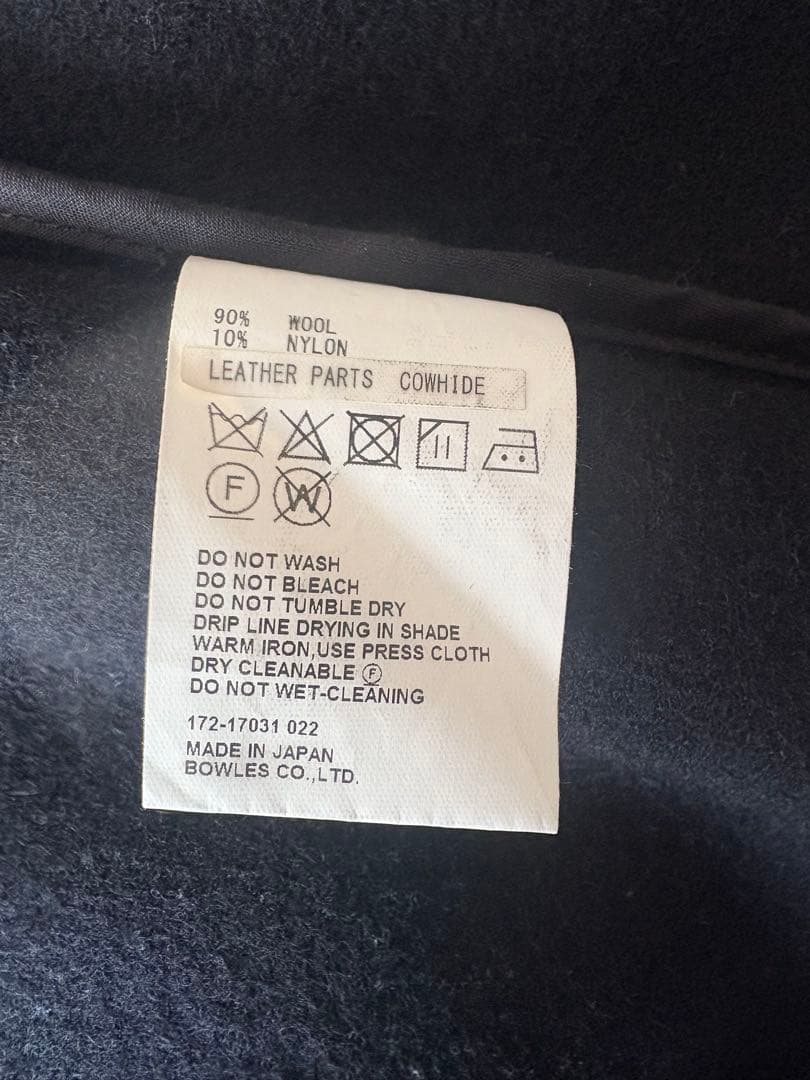 90% WOOL
10% NYLON
LEATHER PARTS COWHIDE
F W
DO NOT WASH
DO NOT BLEACH
DO NOT TUMBLE DRY
DRIP LINE DRYING IN SHADE
WARM IRON,USE PRESS CLOTH
DRY CLEANABLE Ⓕ
DO NOT WET-CLEANING
172-17031 022
MADE IN JAPAN
BOWLES CO.,LTD.